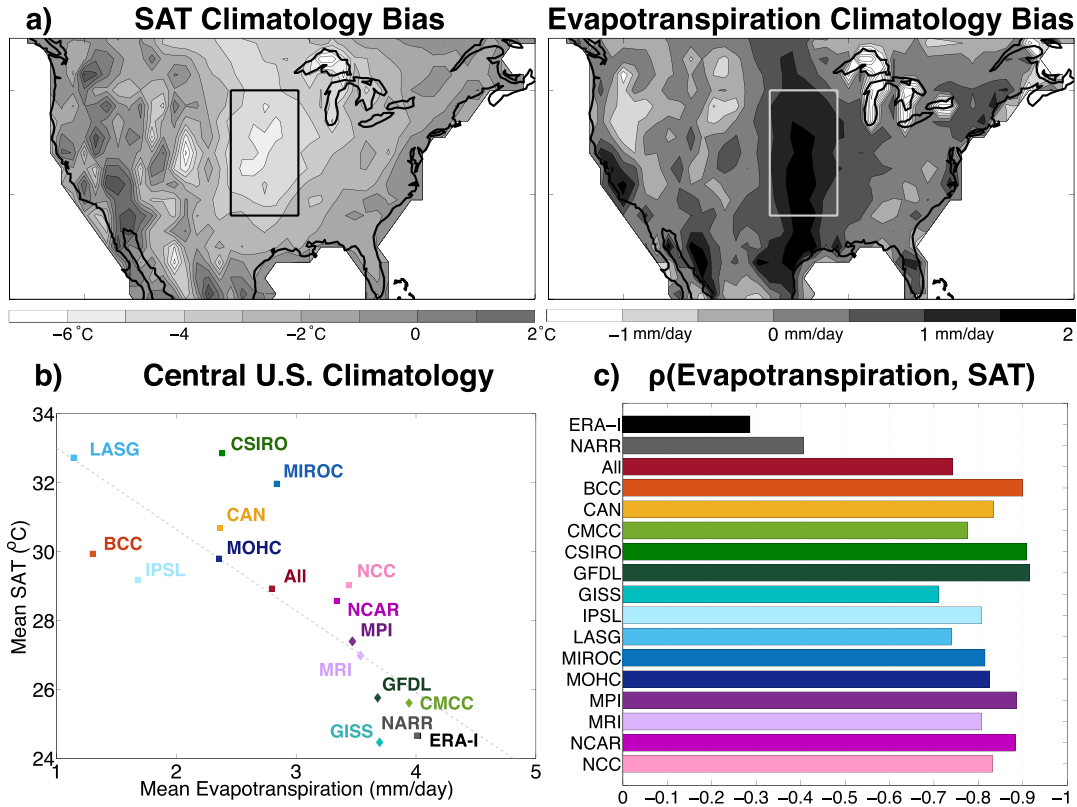 a) SAT Climatology Bias Evapotranspiration Climatology Bias
−6°C −4 −2°C 0 2°C −1 mm/day 0 mm/day 1 mm/day 2
b) Central U.S. Climatology
34
32
30
28
26
24
Mean SAT (°C)
LASG
CSIRO
MIROC
CAN
BCC
MOHC
IPSL
All
NCC
NCAR
MPI
MRI
GFDL
CMCC
NARR
GISS
ERA-I
1 2 3 4 5
Mean Evapotranspiration (mm/day)
c) ρ(Evapotranspiration, SAT)
ERA−I
NARR
All
BCC
CAN
CMCC
CSIRO
GFDL
GISS
IPSL
LASG
MIROC
MOHC
MPI
MRI
NCAR
NCC
0 −0.1 −0.2 −0.3 −0.4 −0.5 −0.6 −0.7 −0.8 −0.9 −1